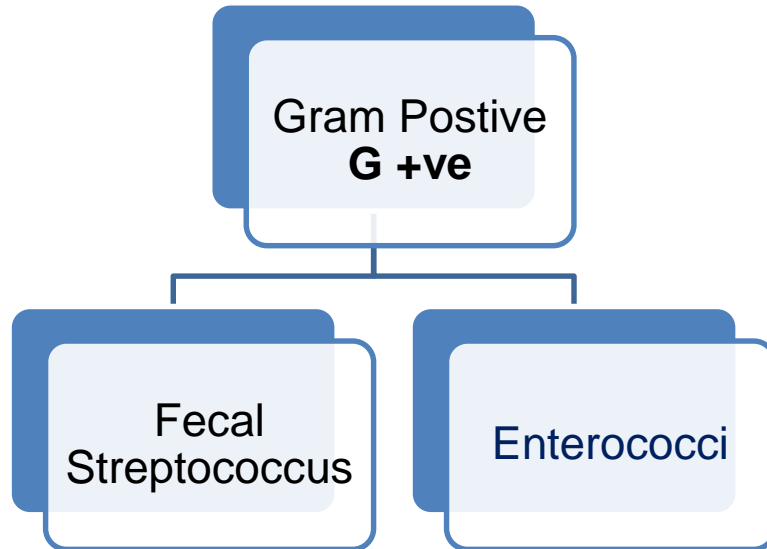 Gram Postive
G +ve
Fecal
Streptococcus
Enterococci